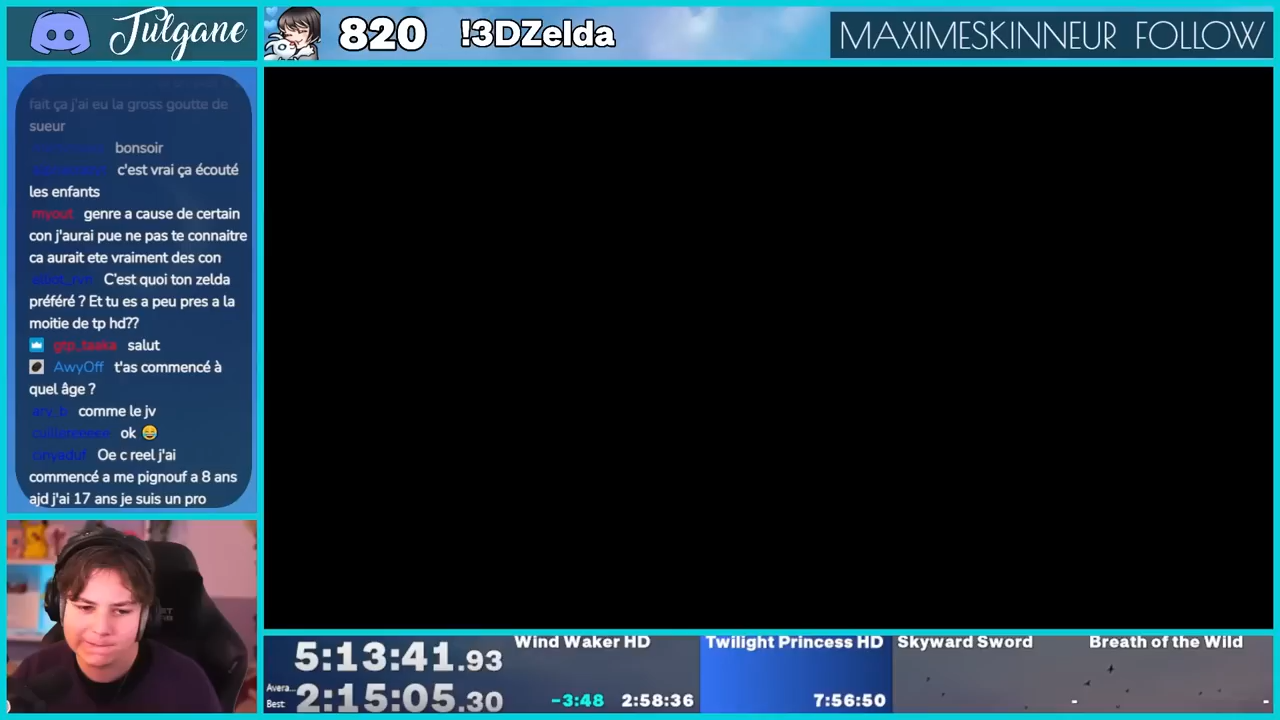 Julgane
820 !3DZelda
MAXIMESKINNEUR FOLLOW
fait ça j'ai eu la gross goutte de
sueur
bonsoir
c'est vrai ça écouté
les enfants
myout genre a cause de certain
con j'aurai pue ne pas te connaitre
ca aurait ete vraiment des con
C'est quoi ton zelda
préféré ? Et tu es a peu pres a la
moitie de tp hd??
gtp_taaka salut
AwyOff t'as commencé à
quel âge ?
comme le jv
ok 😂
Oe c reel j'ai
commencé a me pignouf a 8 ans
ajd j'ai 17 ans je suis un pro
5:13:41.93
Avera...
Best:
2:15:05.30
Wind Waker HD
-3:48 2:58:36
Twilight Princess HD
7:56:50
Skyward Sword
-
Breath of the Wild
-